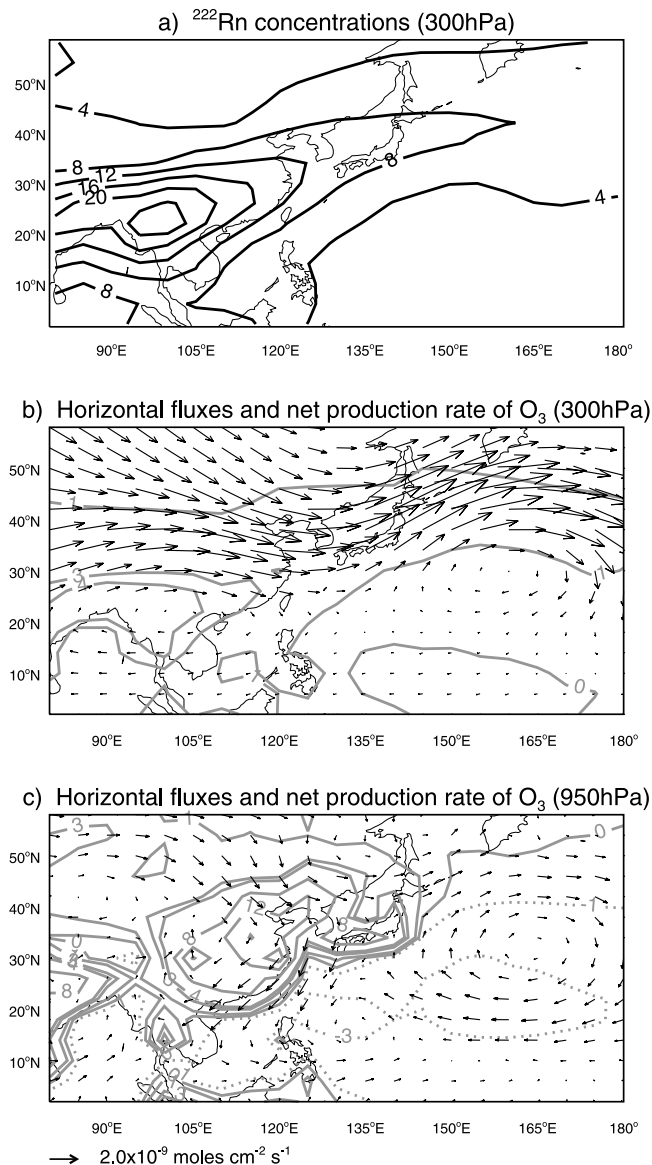 a) ²²²Rn concentrations (300hPa)
50°N
40°N
30°N
20°N
10°N
4
8
12
16
20
8
8
4
90°E 105°E 120°E 135°E 150°E 165°E 180°
b) Horizontal fluxes and net production rate of O₃ (300hPa)
50°N
40°N
30°N
20°N
10°N
1
3
4
1
1
0
90°E 105°E 120°E 135°E 150°E 165°E 180°
c) Horizontal fluxes and net production rate of O₃ (950hPa)
50°N
40°N
30°N
20°N
10°N
3
1
0
12
8
8
0
8
-3
90°E 105°E 120°E 135°E 150°E 165°E 180°
2.0x10⁻⁹ moles cm⁻² s⁻¹